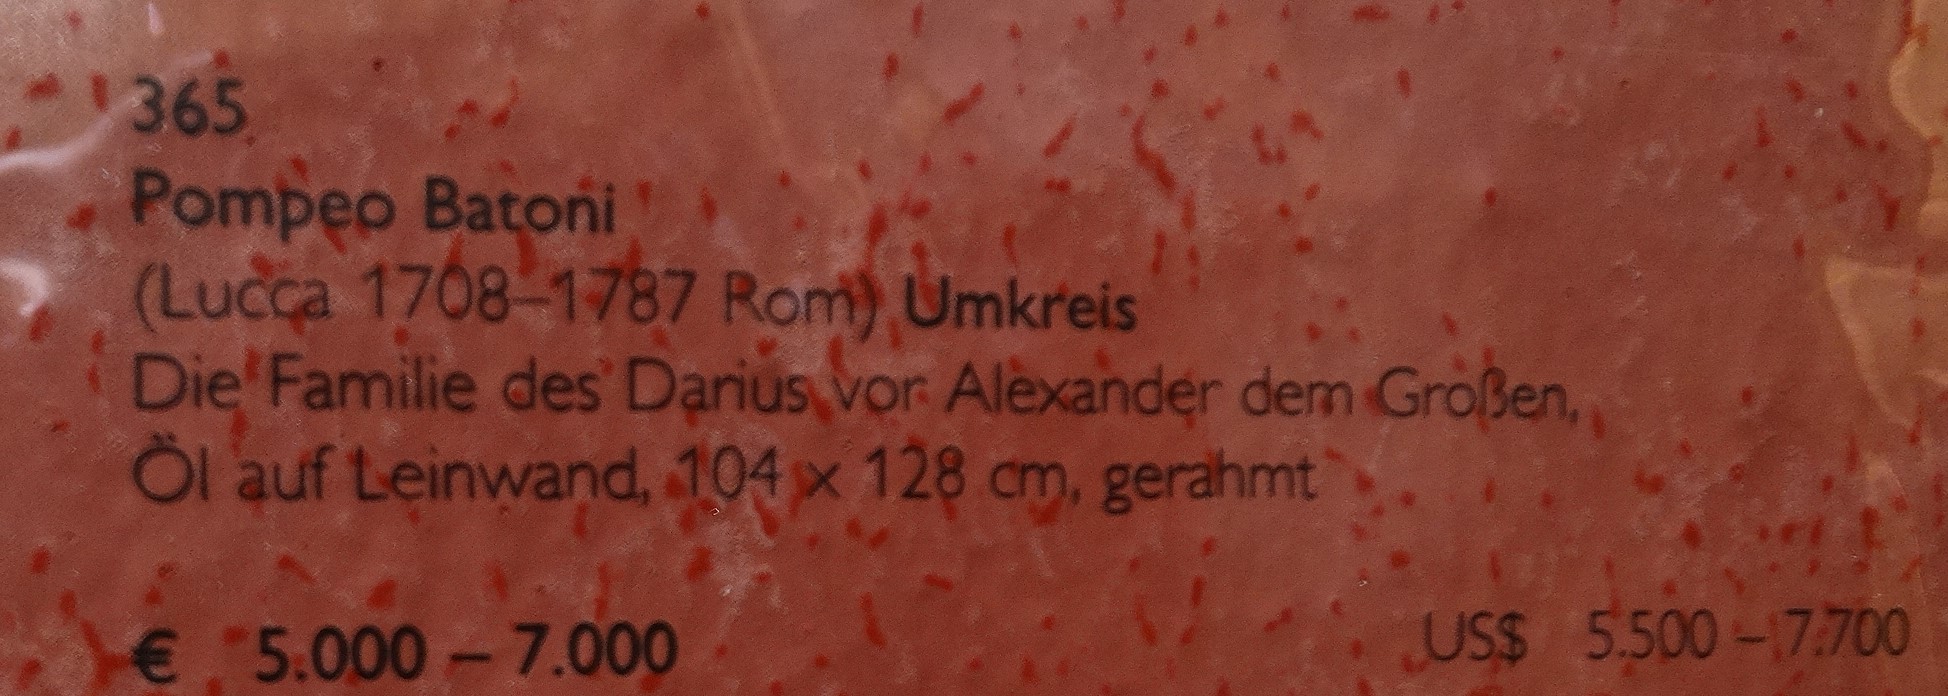 365
Pompeo Batoni
(Lucca 1708–1787 Rom) Umkreis
Die Familie des Darius vor Alexander dem Großen,
Öl auf Leinwand, 104 x 128 cm, gerahmt
€ 5.000 – 7.000 US$ 5.500 – 7.700